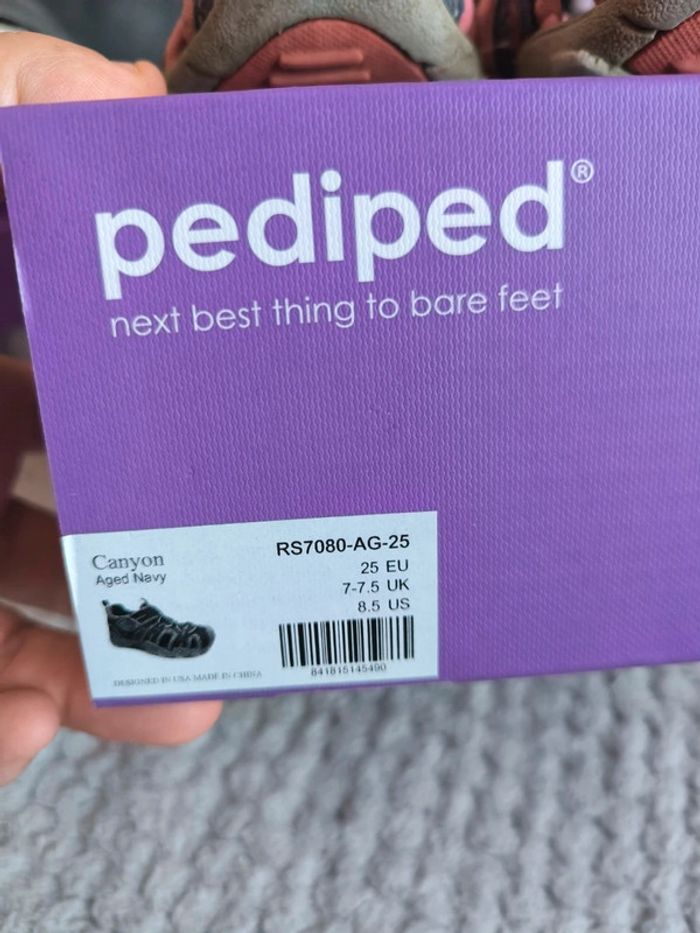 pediped®
next best thing to bare feet
Canyon
Aged Navy
RS7080-AG-25
25 EU
7-7.5 UK
8.5 US
841815145490
DESIGNED IN USA MADE IN CHINA